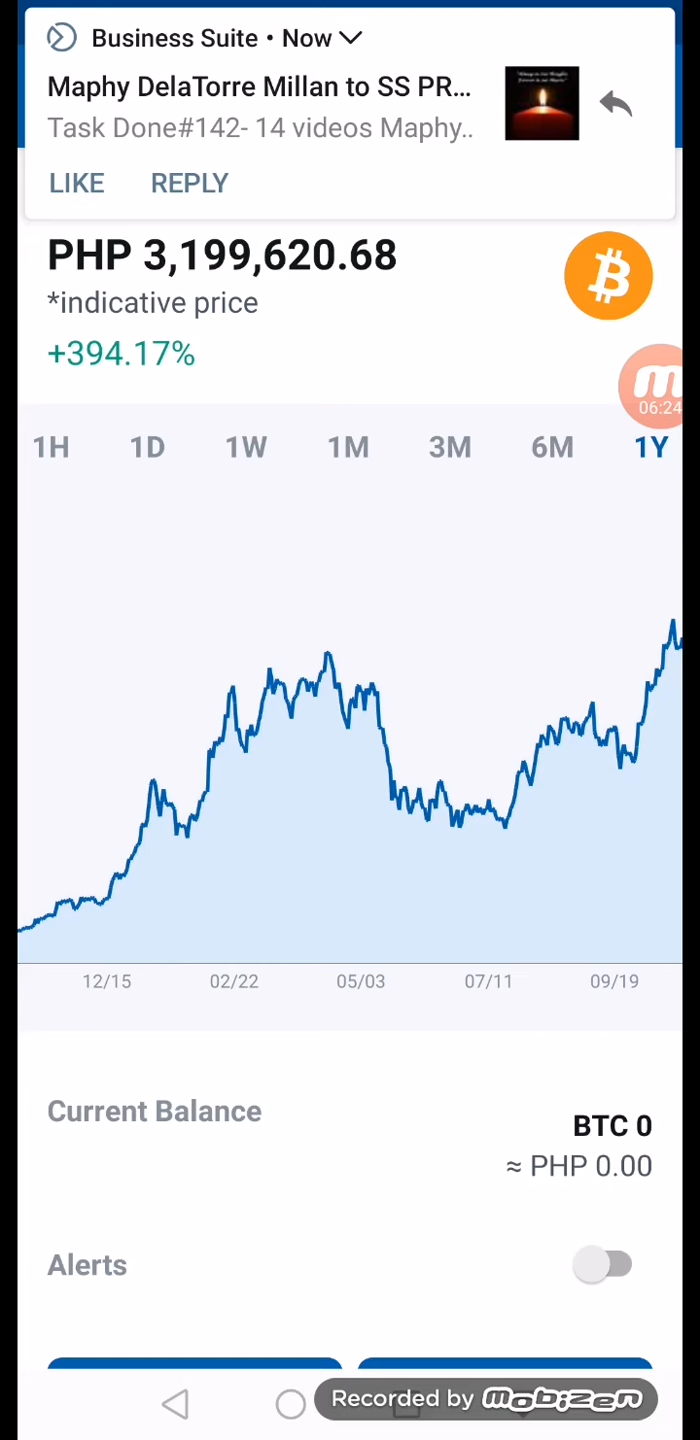 Business Suite • Now
Maphy DelaTorre Millan to SS PR...
Task Done#142- 14 videos Maphy..
LIKE REPLY
PHP 3,199,620.68
*indicative price
+394.17%
06:24
1H 1D 1W 1M 3M 6M 1Y
12/15 02/22 05/03 07/11 09/19
Current Balance
BTC 0
≈ PHP 0.00
Alerts
Recorded by mobizen